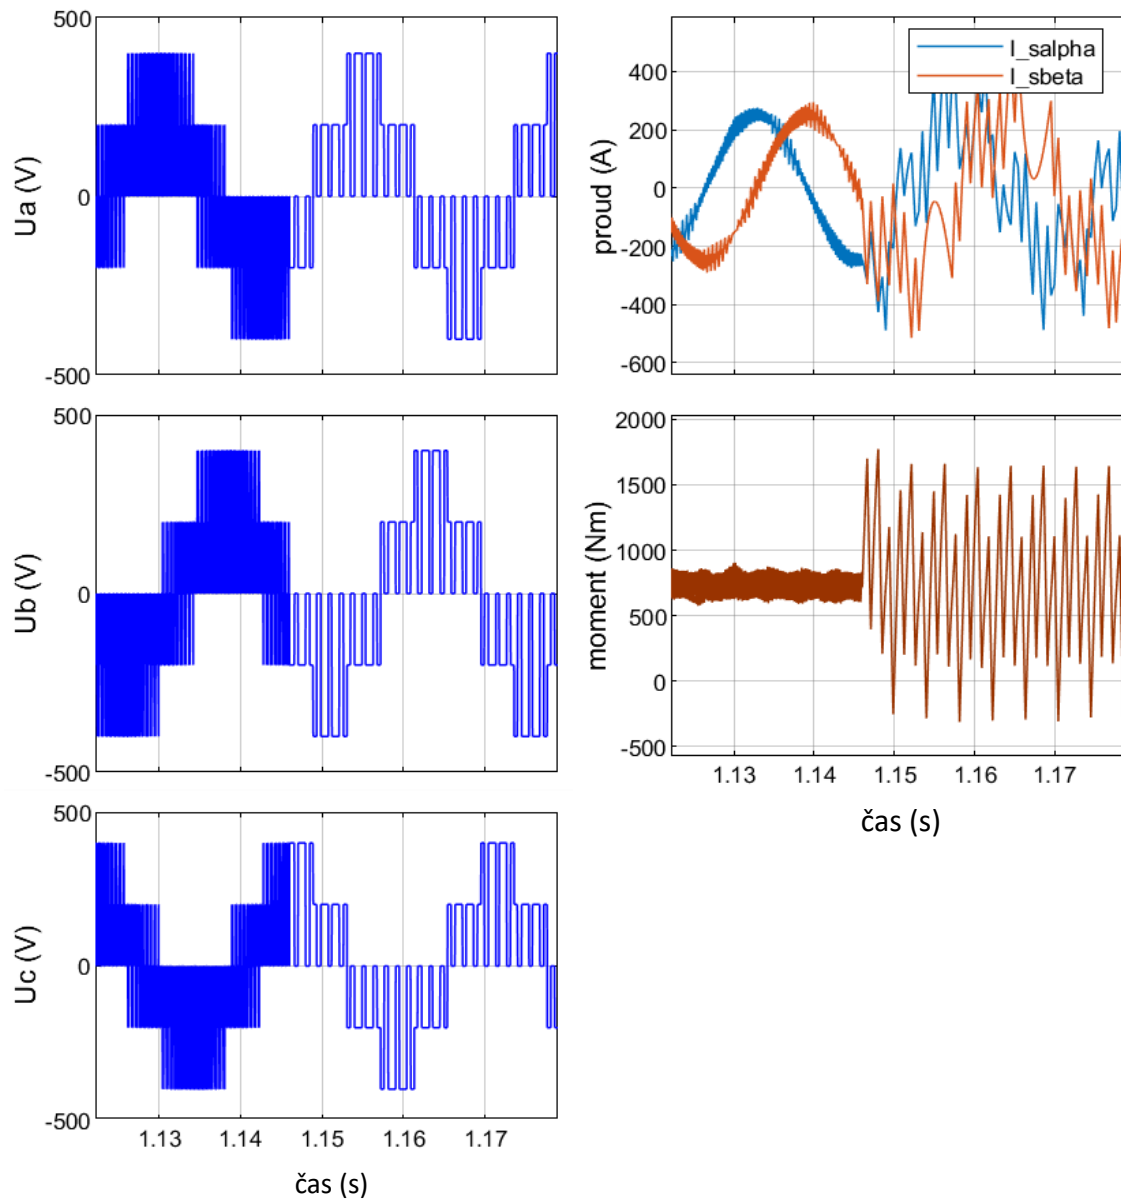 500
0
-500
Ua (V)
500
0
-500
Ub (V)
500
0
-500
Uc (V)
1.13 1.14 1.15 1.16 1.17
čas (s)
I_salpha
I_sbeta
400
200
0
-200
-400
-600
proud (A)
2000
1500
1000
500
0
-500
moment (Nm)
1.13 1.14 1.15 1.16 1.17
čas (s)